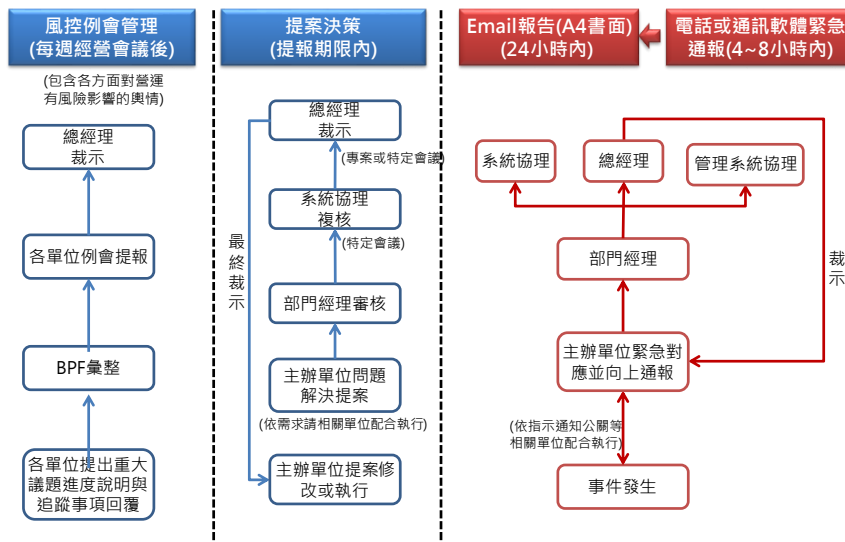 風控例會管理
(每週經營會議後)
(包含各方面對營運
有風險影響的輿情)
總經理
裁示
各單位例會提報
BPF彙整
各單位提出重大
議題進度說明與
追蹤事項回覆
提案決策
(提報期限內)
總經理
裁示
(專案或特定會議)
系統協理
複核
(特定會議)
最終裁示
部門經理審核
主辦單位問題
解決提案
(依需求請相關單位配合執行)
主辦單位提案修
改或執行
Email報告(A4書面)
(24小時內)
電話或通訊軟體緊急
通報(4~8小時內)
系統協理
總經理
管理系統協理
部門經理
裁示
主辦單位緊急對
應並向上通報
(依指示通知公關等
相關單位配合執行)
事件發生